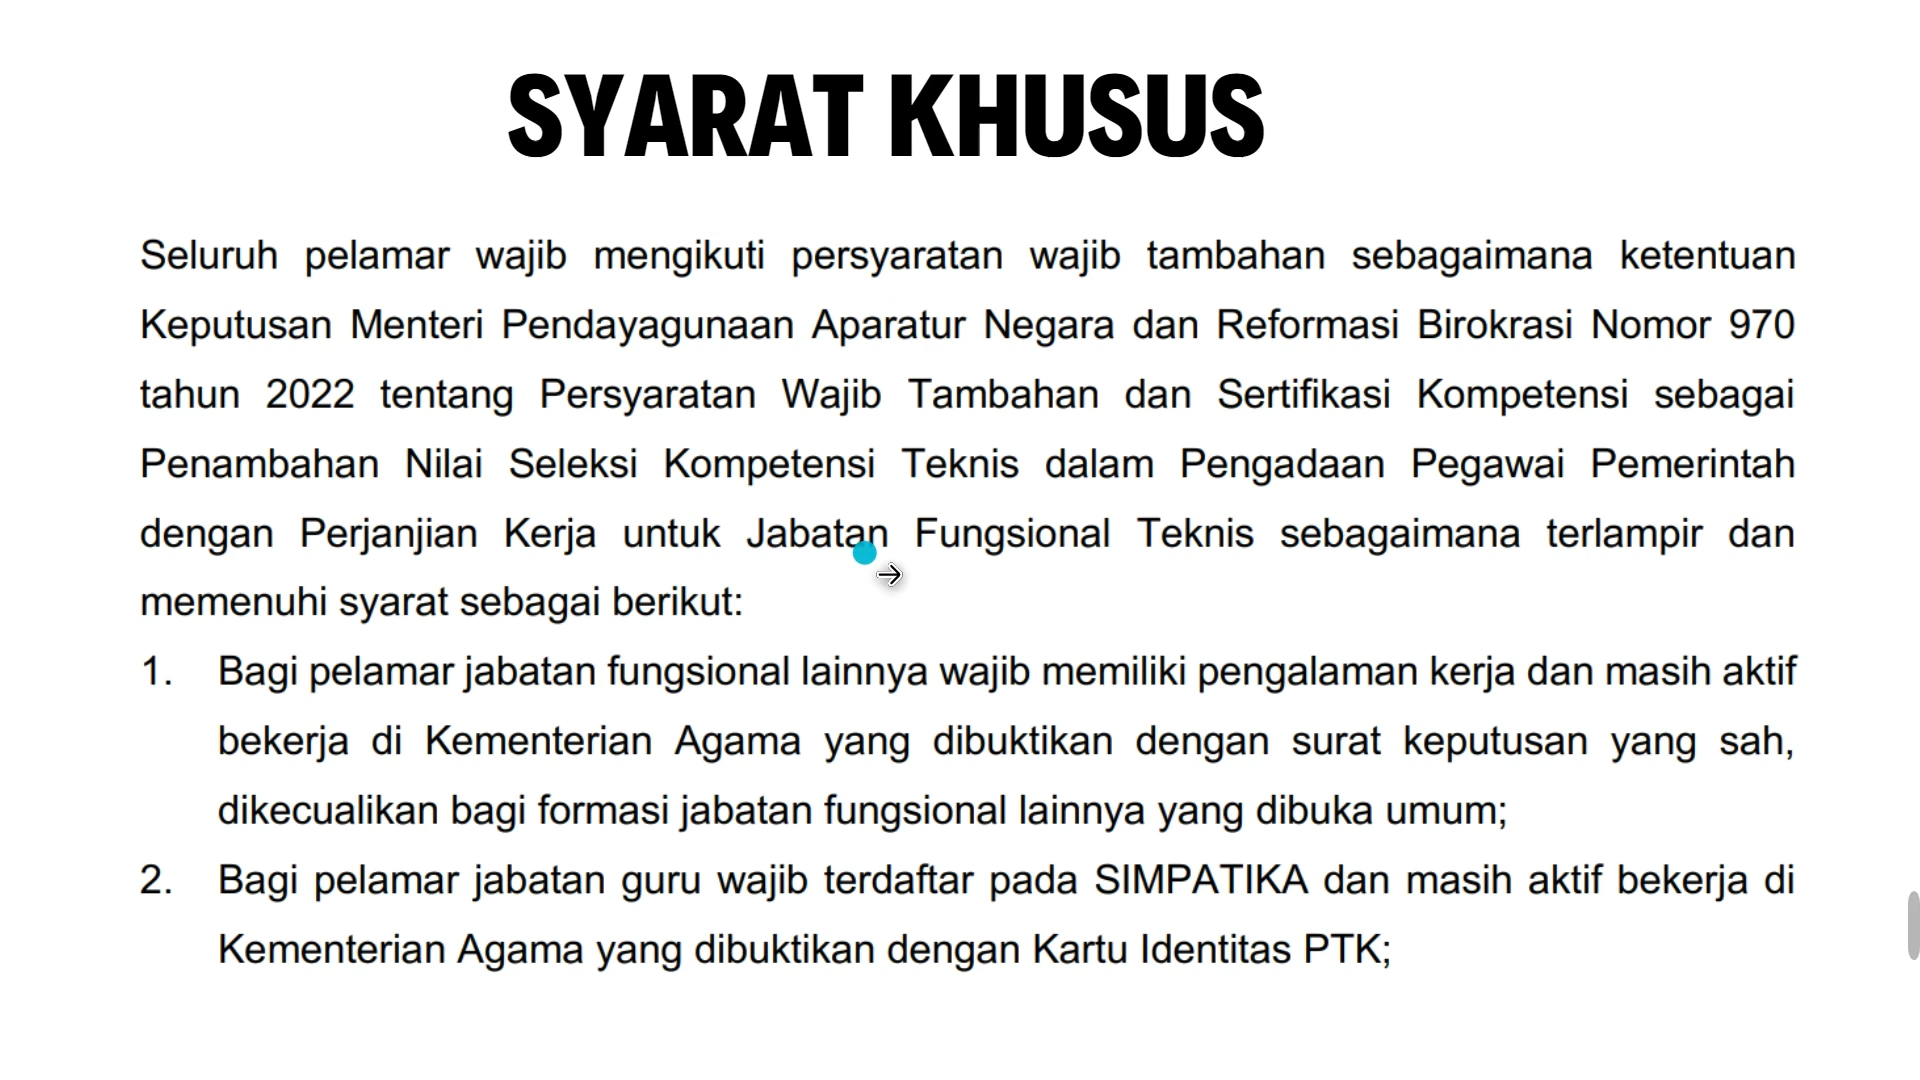 SYARAT KHUSUS
Seluruh pelamar wajib mengikuti persyaratan wajib tambahan sebagaimana ketentuan
Keputusan Menteri Pendayagunaan Aparatur Negara dan Reformasi Birokrasi Nomor 970
tahun 2022 tentang Persyaratan Wajib Tambahan dan Sertifikasi Kompetensi sebagai
Penambahan Nilai Seleksi Kompetensi Teknis dalam Pengadaan Pegawai Pemerintah
dengan Perjanjian Kerja untuk Jabatan Fungsional Teknis sebagaimana terlampir dan
memenuhi syarat sebagai berikut:
1. Bagi pelamar jabatan fungsional lainnya wajib memiliki pengalaman kerja dan masih aktif
bekerja di Kementerian Agama yang dibuktikan dengan surat keputusan yang sah,
dikecualikan bagi formasi jabatan fungsional lainnya yang dibuka umum;
2. Bagi pelamar jabatan guru wajib terdaftar pada SIMPATIKA dan masih aktif bekerja di
Kementerian Agama yang dibuktikan dengan Kartu Identitas PTK;